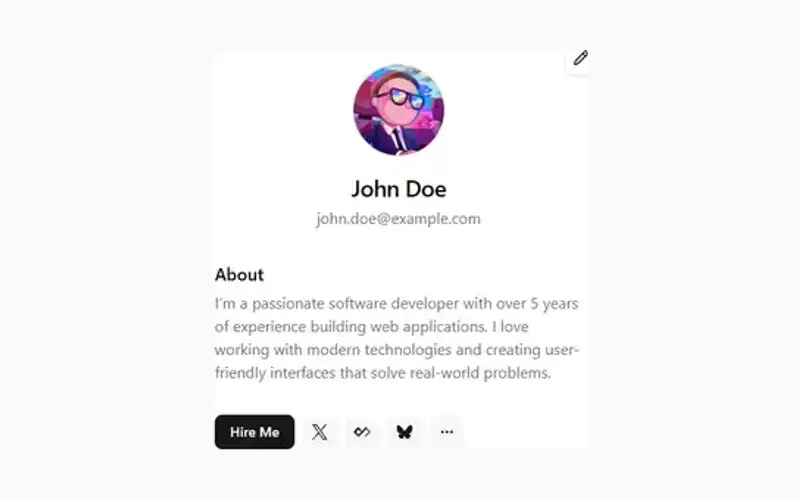 John Doe
john.doe@example.com
About
I'm a passionate software developer with over 5 years
of experience building web applications. I love
working with modern technologies and creating user-
friendly interfaces that solve real-world problems.
Hire Me